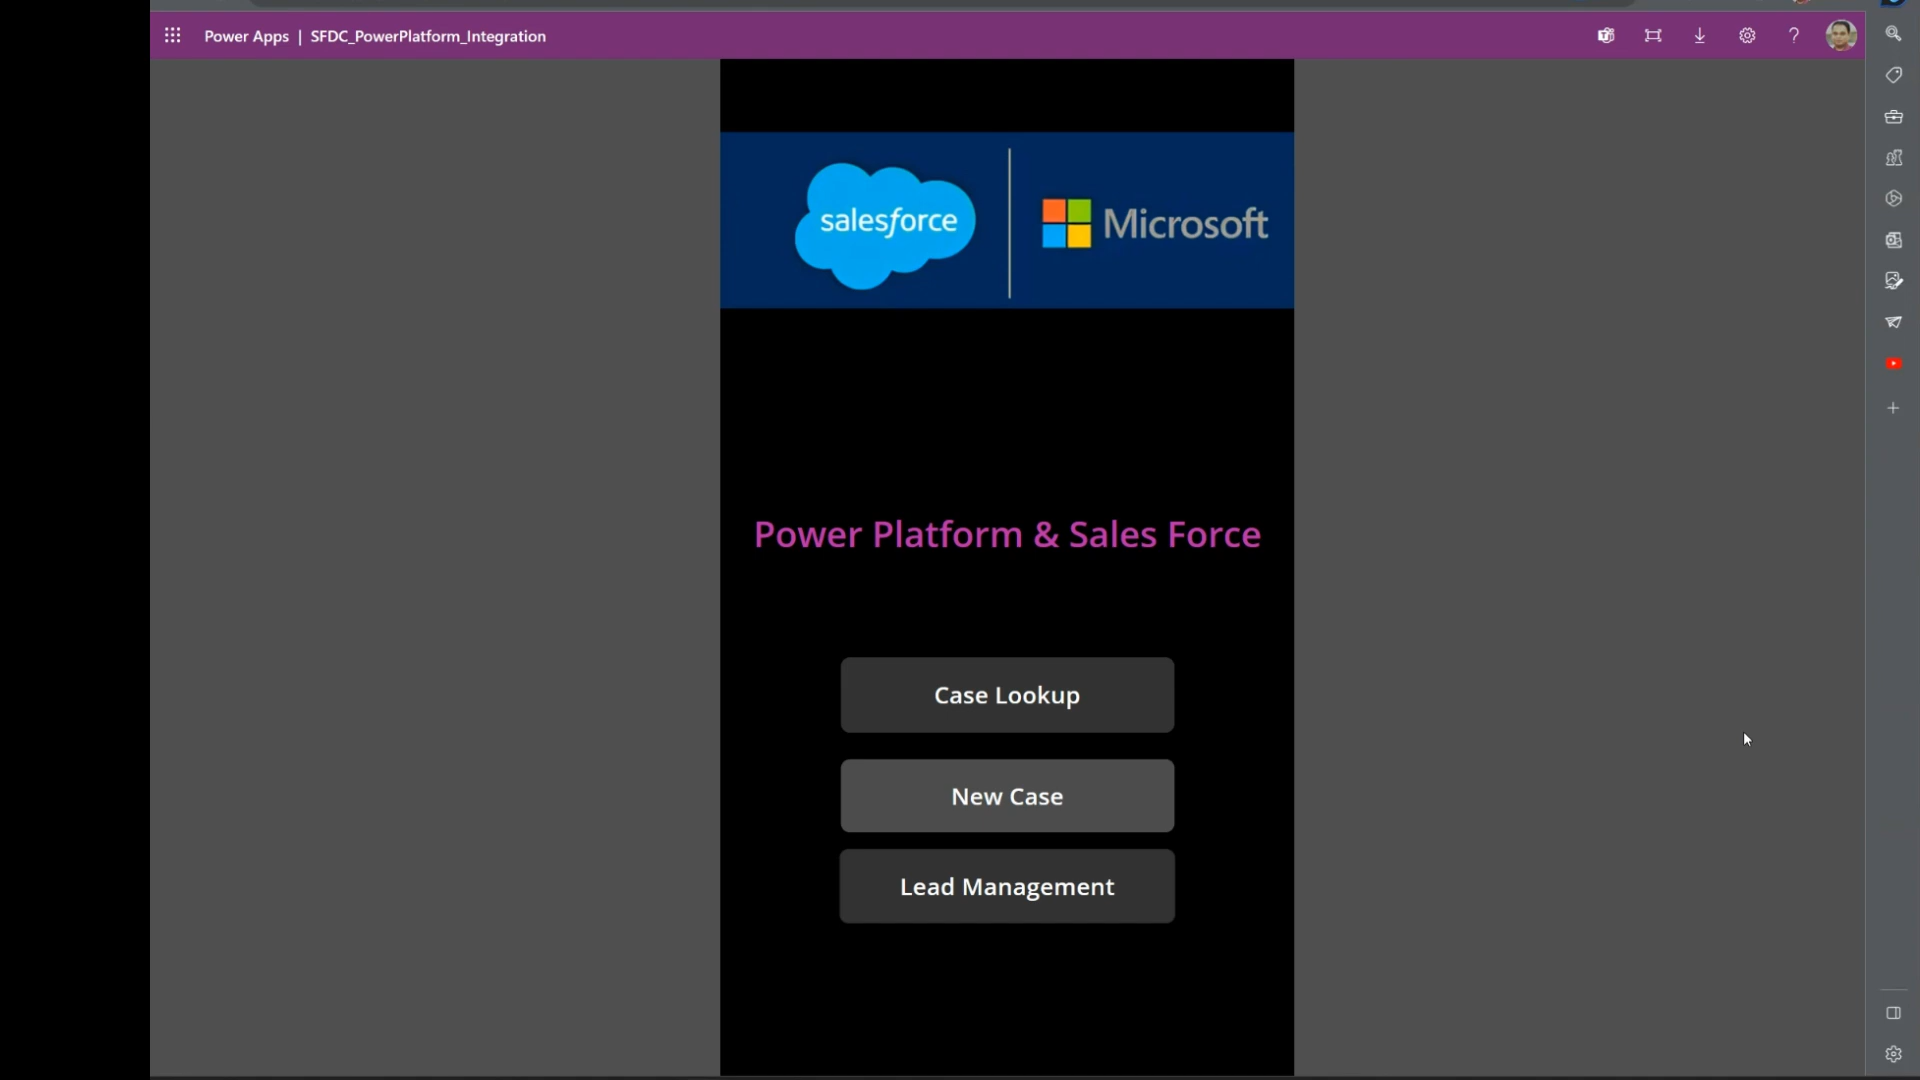 Power Apps | SFDC_PowerPlatform_Integration
salesforce
Microsoft
Power Platform & Sales Force
Case Lookup
New Case
Lead Management